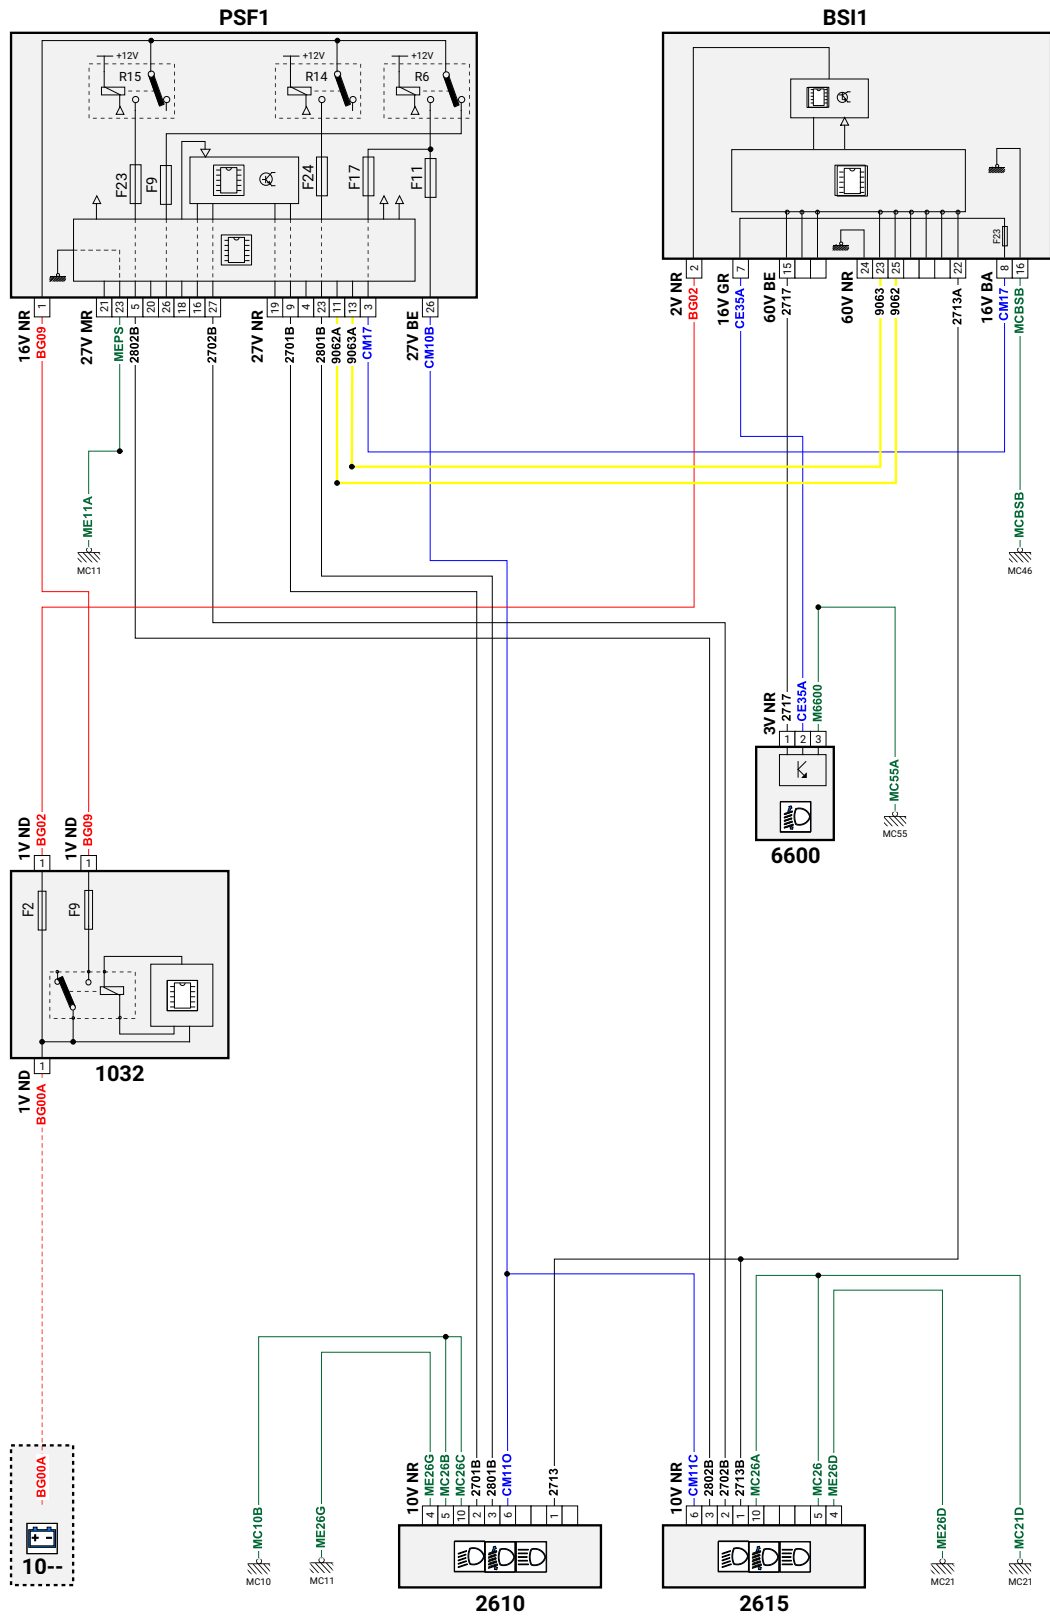 PSF1
BSI1
+12V
+12V
+12V
R15
R14
R6
F23
F9
F24
F17
F11
F23
1
21
23
5
20
26
18
16
27
19
9
4
23
11
13
3
26
2
7
15
24
23
25
22
8
16
16V NR
BG09
27V MR
MEPS
2802B
2702B
27V NR
2701B
2801B
9062A
9063A
CM17
27V BE
CM10B
2V NR
BG02
16V GR
CE35A
60V BE
2717
60V NR
9063
9062
2713A
16V BA
CM17
MCBSB
ME11A
MC11
MCBSB
MC46
3V NR
2717
CE35A
M6600
1
2
3
6600
MC55A
MC55
1V ND
BG02
1V ND
BG09
1
1
F2
F9
1032
1
1V ND
BG00A
BG00A
10--
MC10B
MC10
ME26G
MC11
10V NR
ME26G
MC26B
MC26C
2701B
2801B
CM11O
2713
4
5
10
2
3
6
1
2610
10V NR
CM11C
2802B
2702B
2713B
MC26A
MC26
ME26D
6
3
2
1
10
5
4
2615
ME26D
MC21
MC21D
MC21